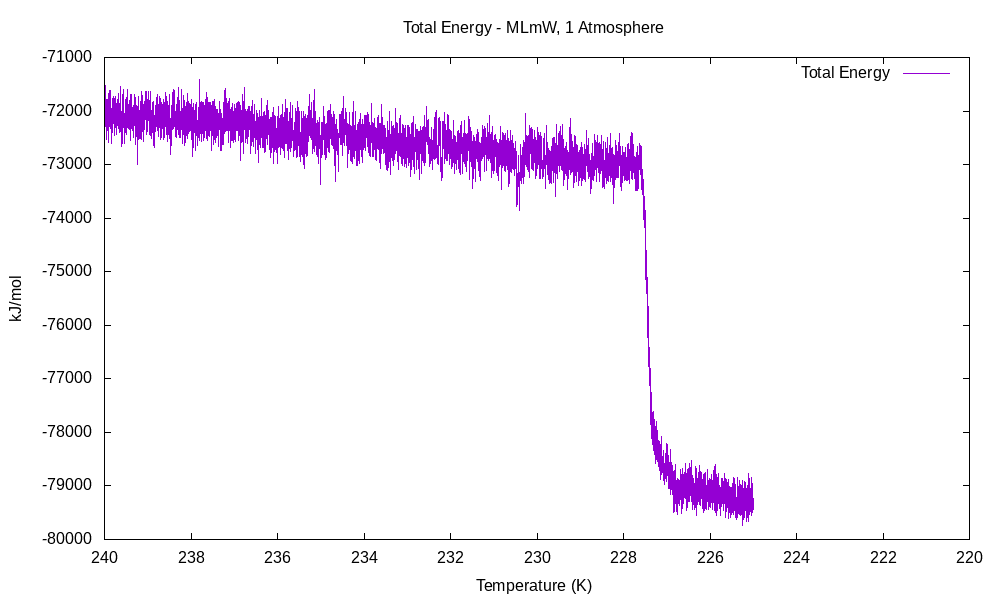 Total Energy - MLmW, 1 Atmosphere
Total Energy
-71000
-72000
-73000
-74000
-75000
-76000
-77000
-78000
-79000
-80000
kJ/mol
240 238 236 234 232 230 228 226 224 222 220
Temperature (K)